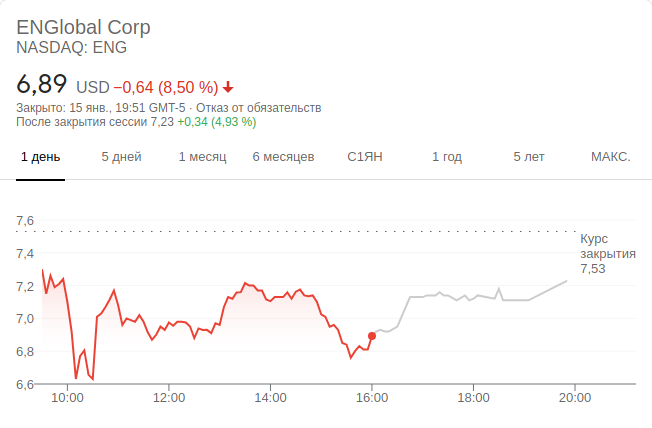 ENGlobal Corp
NASDAQ: ENG
6,89 USD −0,64 (8,50 %)
Закрыто: 15 янв., 19:51 GMT-5 · Отказ от обязательств
После закрытия сессии 7,23 +0,34 (4,93 %)
1 день 5 дней 1 месяц 6 месяцев С1ЯН 1 год 5 лет МАКС.
7,6
Курс
7,4
закрытия
7,53
7,2
7,0
6,8
6,6
10:00 12:00 14:00 16:00 18:00 20:00